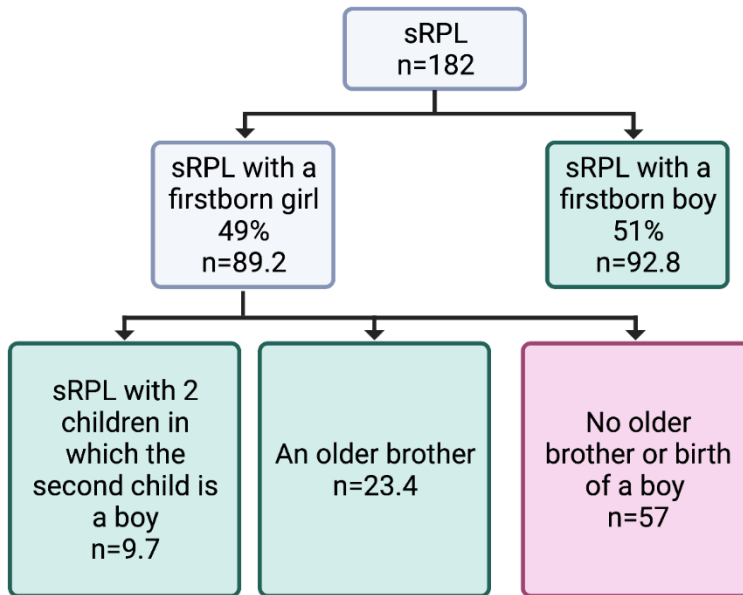 sRPL
n=182
sRPL with a
firstborn girl
49%
n=89.2
sRPL with a
firstborn boy
51%
n=92.8
sRPL with 2
children in
which the
second child is
a boy
n=9.7
An older brother
n=23.4
No older
brother or birth
of a boy
n=57